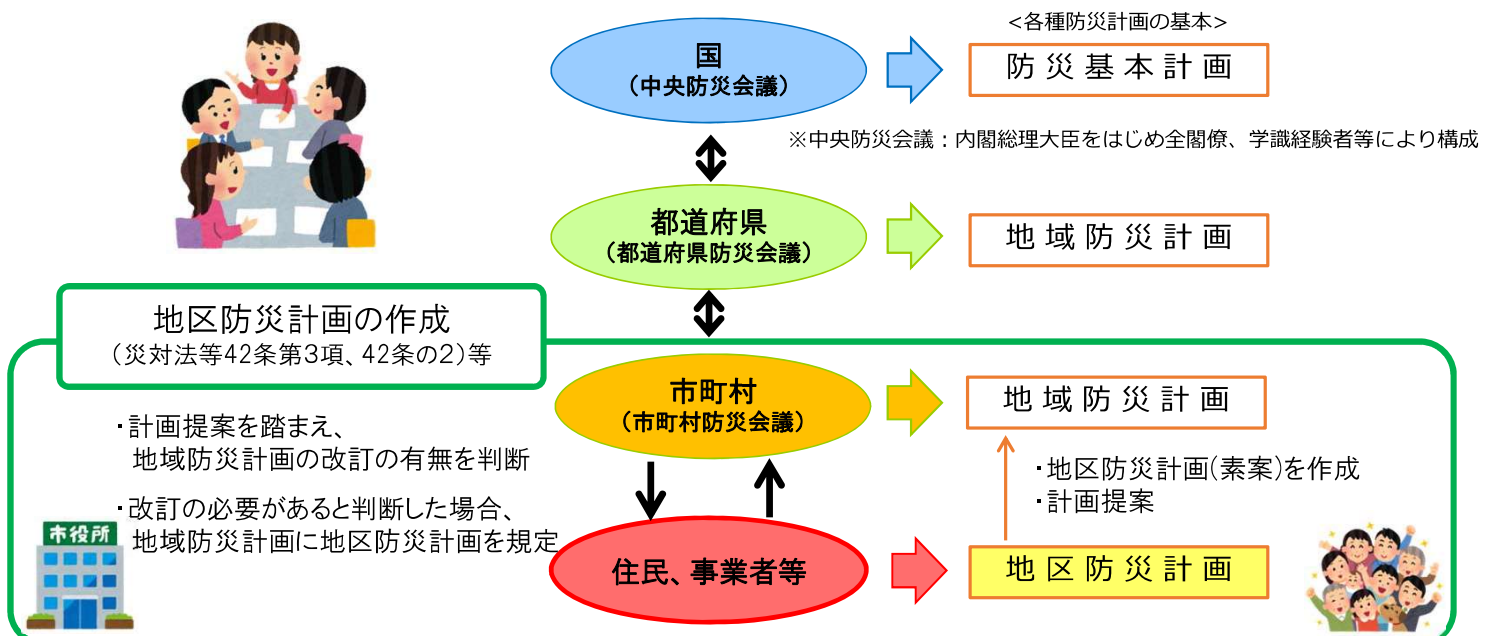 <各種防災計画の基本>
国
(中央防災会議)
防災基本計画
※中央防災会議：内閣総理大臣をはじめ全閣僚、学識経験者等により構成
都道府県
(都道府県防災会議)
地域防災計画
地区防災計画の作成
(災対法等42条第3項、42条の2)等
市町村
(市町村防災会議)
地域防災計画
・計画提案を踏まえ、
地域防災計画の改訂の有無を判断
・改訂の必要があると判断した場合、
地域防災計画に地区防災計画を規定
・地区防災計画(素案)を作成
・計画提案
市役所
住民、事業者等
地区防災計画